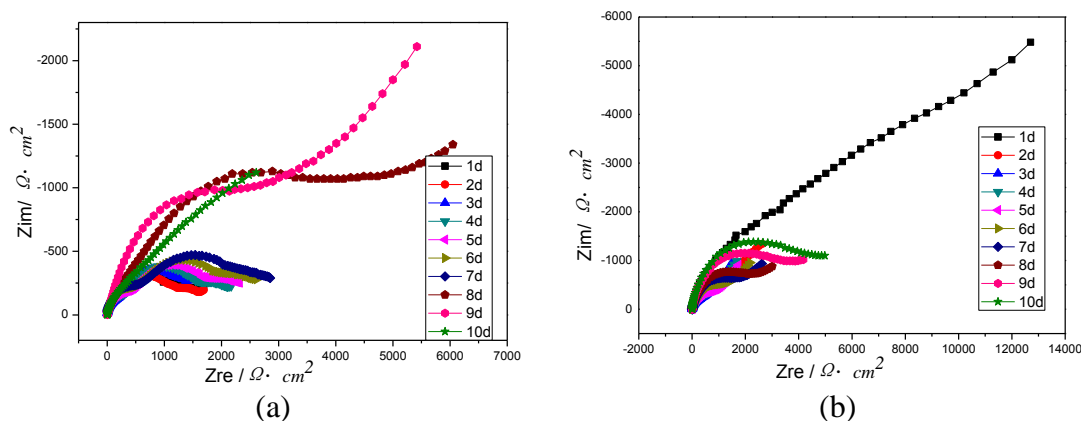 -2000
-1500
-1000
-500
0
Zim/ Ω· cm²
0 1000 2000 3000 4000 5000 6000 7000
Zre / Ω· cm²
1d
2d
3d
4d
5d
6d
7d
8d
9d
10d
(a)
-6000
-5000
-4000
-3000
-2000
-1000
0
Zim/ Ω· cm²
-2000 0 2000 4000 6000 8000 10000 12000 14000
Zre / Ω· cm²
1d
2d
3d
4d
5d
6d
7d
8d
9d
10d
(b)